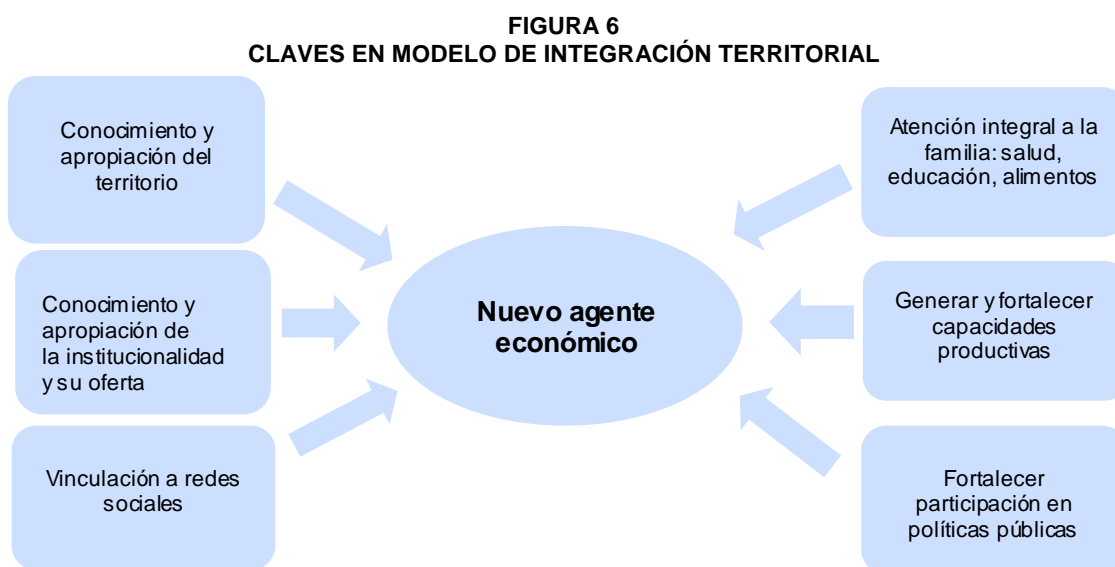 FIGURA 6
CLAVES EN MODELO DE INTEGRACIÓN TERRITORIAL
Conocimiento y
apropiación del
territorio
Conocimiento y
apropiación de
la institucionalidad
y su oferta
Vinculación a redes
sociales
Nuevo agente
económico
Atención integral a la
familia: salud,
educación, alimentos
Generar y fortalecer
capacidades
productivas
Fortalecer
participación en
políticas públicas